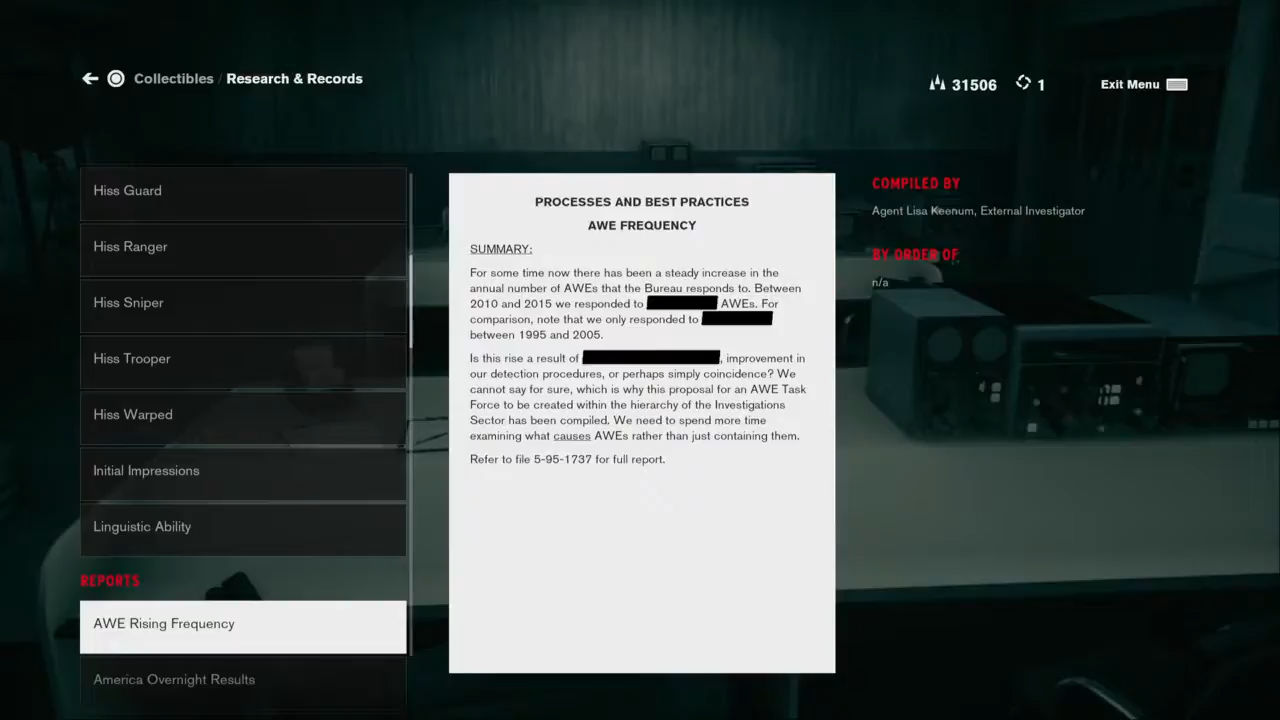 Collectibles / Research & Records
31506
1
Exit Menu
Hiss Guard
Hiss Ranger
Hiss Sniper
Hiss Trooper
Hiss Warped
Initial Impressions
Linguistic Ability
REPORTS
AWE Rising Frequency
America Overnight Results
PROCESSES AND BEST PRACTICES
AWE FREQUENCY
SUMMARY:
For some time now there has been a steady increase in the
annual number of AWEs that the Bureau responds to. Between
2010 and 2015 we responded to AWEs. For
comparison, note that we only responded to
between 1995 and 2005.
Is this rise a result of , improvement in
our detection procedures, or perhaps simply coincidence? We
cannot say for sure, which is why this proposal for an AWE Task
Force to be created within the hierarchy of the Investigations
Sector has been compiled. We need to spend more time
examining what causes AWEs rather than just containing them.
Refer to file 5-95-1737 for full report.
COMPILED BY
Agent Lisa Keenum, External Investigator
BY ORDER OF
n/a